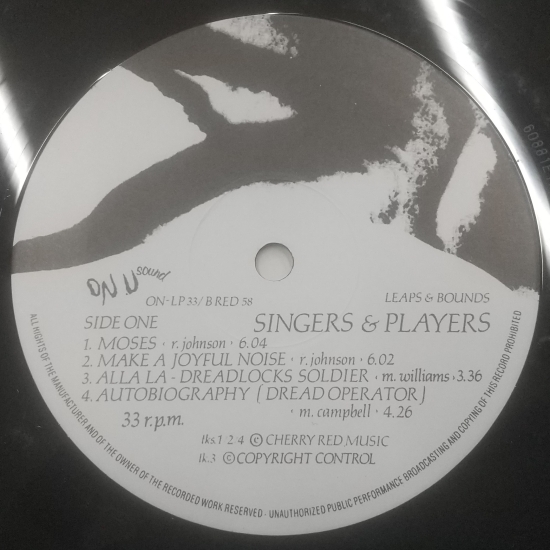 ON U sound
ON-LP 33/B RED 58
LEAPS & BOUNDS
SIDE ONE
SINGERS & PLAYERS
1. MOSES · r. johnson · 6.04
2. MAKE A JOYFUL NOISE · r. johnson · 6.02
3. ALLA LA - DREADLOCKS SOLDIER · m. williams · 3.36
4. AUTOBIOGRAPHY (DREAD OPERATOR)
· m. campbell · 4.26
33 r.p.m.
tks. 1 2 4 © CHERRY RED MUSIC
tk. 3 © COPYRIGHT CONTROL
ALL RIGHTS OF THE MANUFACTURER AND OF THE OWNER OF THE RECORDED WORK RESERVED - UNAUTHORIZED PUBLIC PERFORMANCE BROADCASTING AND COPYING OF THIS RECORD PROHIBITED